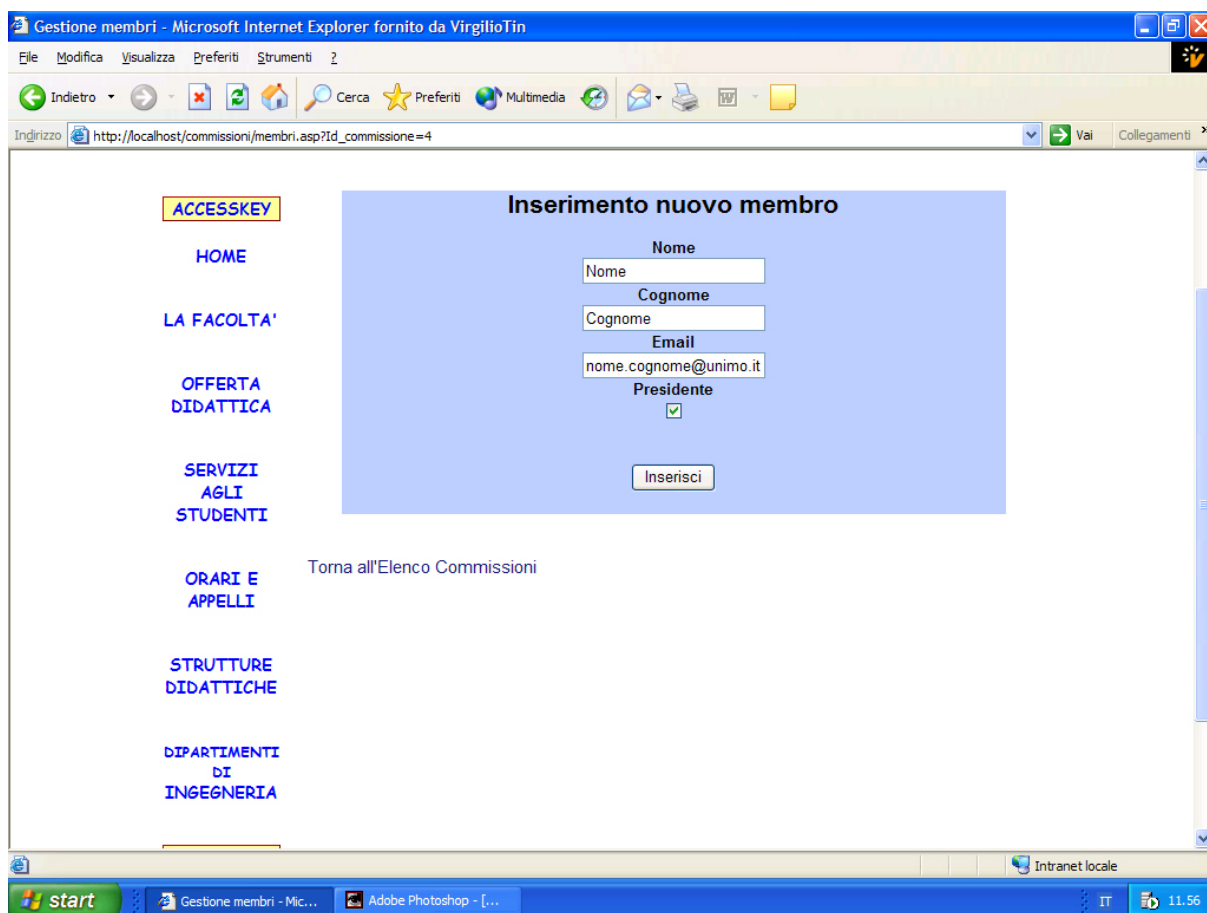 Gestione membri - Microsoft Internet Explorer fornito da VirgilioTin
File Modifica Visualizza Preferiti Strumenti ?
Indietro Cerca Preferiti Multimedia
Indirizzo http://localhost/commissioni/membri.asp?Id_commissione=4 Vai Collegamenti »
ACCESSKEY
HOME
LA FACOLTA'
OFFERTA
DIDATTICA
SERVIZI
AGLI
STUDENTI
ORARI E
APPELLI
STRUTTURE
DIDATTICHE
DIPARTIMENTI
DI
INGEGNERIA
Inserimento nuovo membro
Nome
Nome
Cognome
Cognome
Email
nome.cognome@unimo.it
Presidente
Inserisci
Torna all'Elenco Commissioni
Intranet locale
start Gestione membri - Mic... Adobe Photoshop - [... IT 11.56